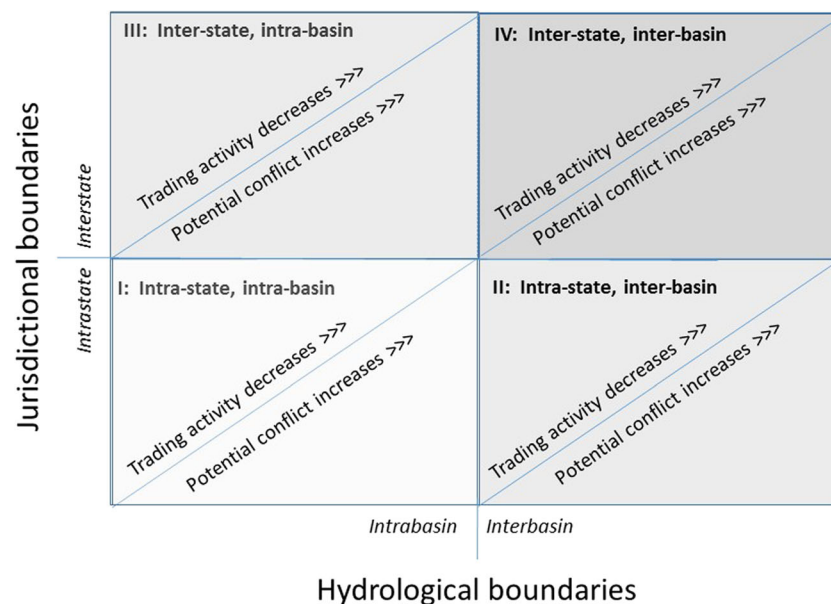 III: Inter-state, intra-basin
Trading activity decreases >>>
Potential conflict increases >>>
IV: Inter-state, inter-basin
Trading activity decreases >>>
Potential conflict increases >>>
Jurisdictional boundaries
Interstate
Intrastate
I: Intra-state, intra-basin
Trading activity decreases >>>
Potential conflict increases >>>
II: Intra-state, inter-basin
Trading activity decreases >>>
Potential conflict increases >>>
Intrabasin
Interbasin
Hydrological boundaries